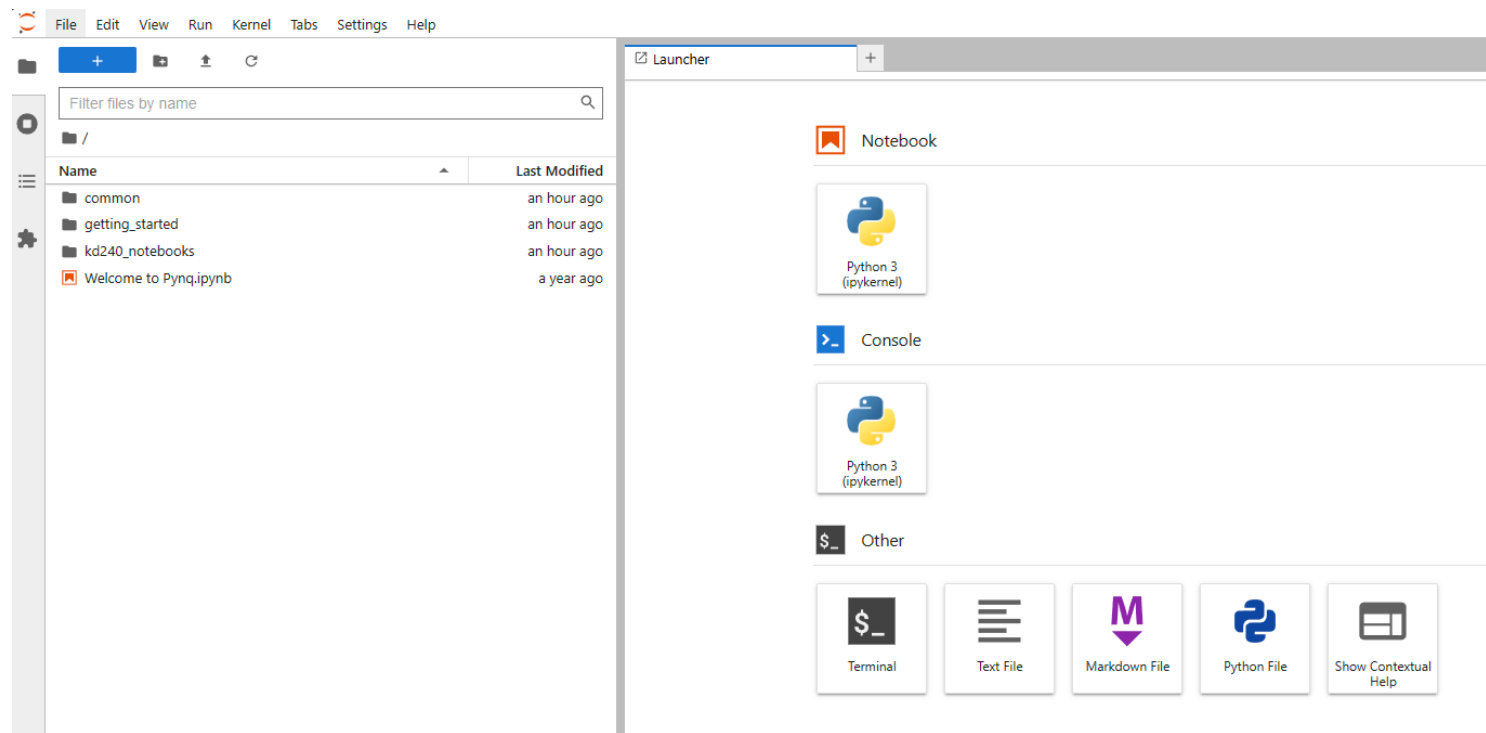 File Edit View Run Kernel Tabs Settings Help
+
Launcher
+
Filter files by name
/
Name Last Modified
common an hour ago
getting_started an hour ago
kd240_notebooks an hour ago
Welcome to Pynq.ipynb a year ago
Notebook
Python 3
(ipykernel)
>_ Console
Python 3
(ipykernel)
$_ Other
$_
M
Terminal
Text File
Markdown File
Python File
Show Contextual
Help